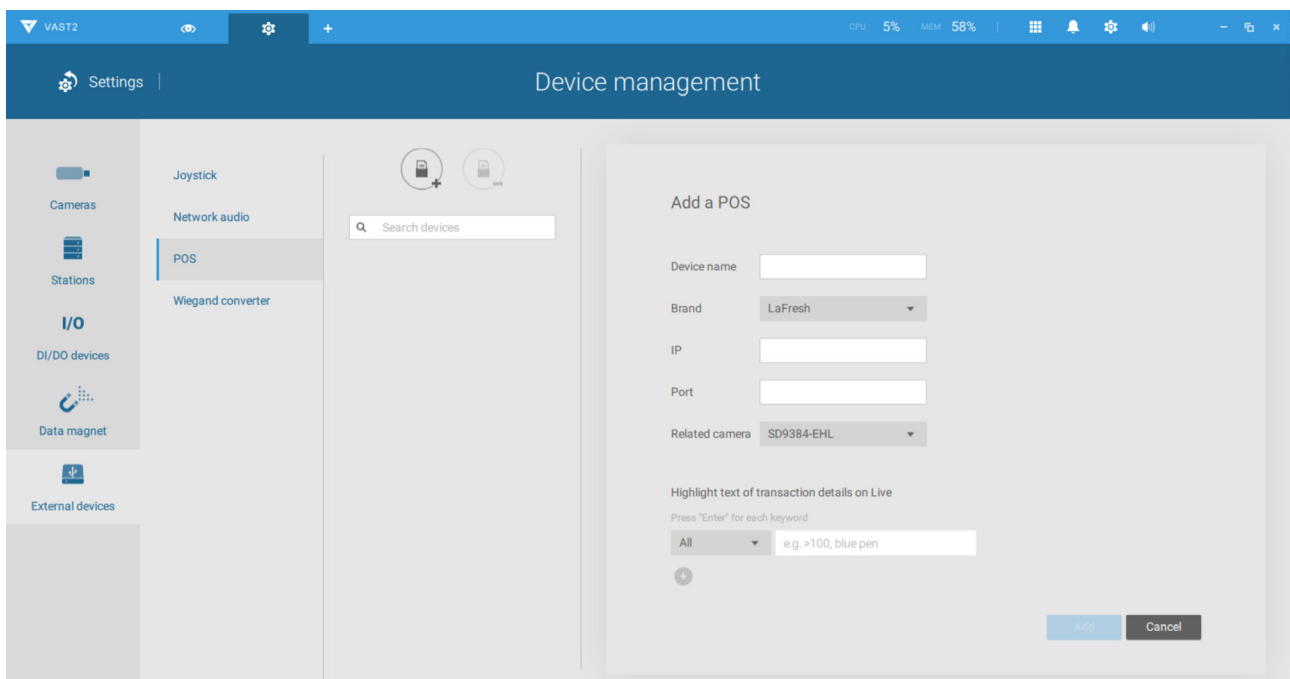 VAST2
CPU 5% MEM 58%
Settings
Device management
Cameras
Stations
I/O
DI/DO devices
Data magnet
External devices
Joystick
Network audio
POS
Wiegand converter
Search devices
Add a POS
Device name
Brand LaFresh
IP
Port
Related camera SD9384-EHL
Highlight text of transaction details on Live
Press "Enter" for each keyword
All e.g. >100, blue pen
Add Cancel